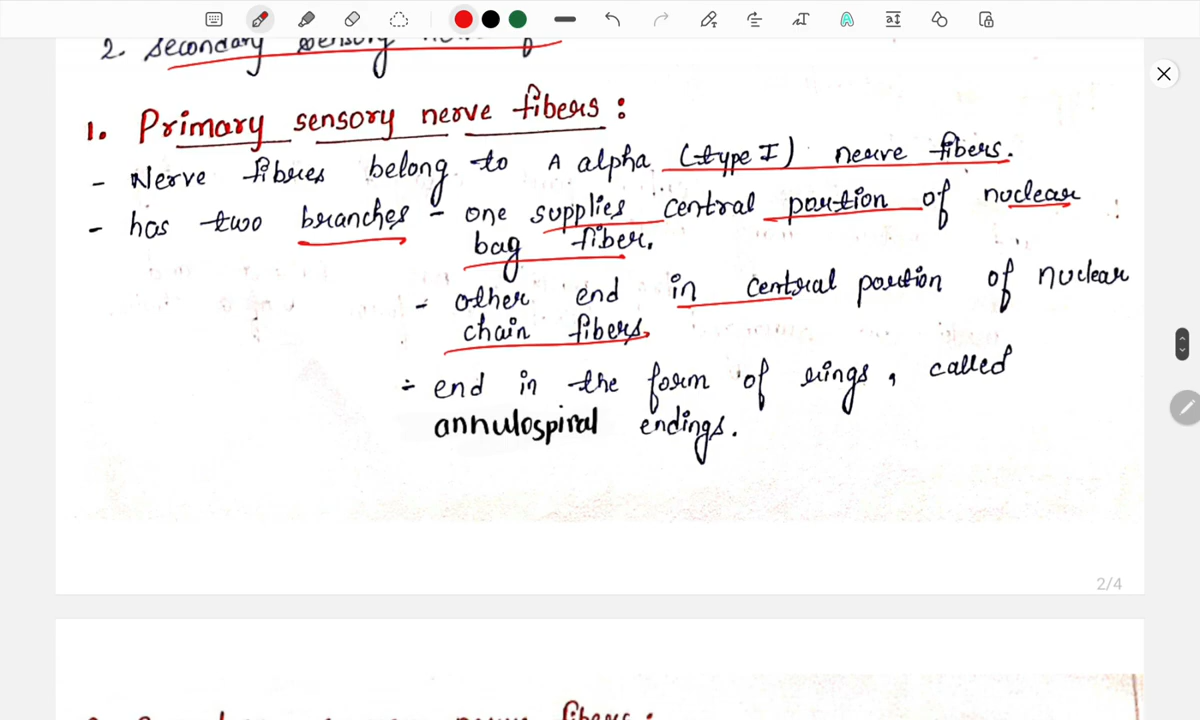 2. secondary sensory
1. Primary sensory nerve fibers :
- Nerve fibres belong to A alpha (type I) nerve fibers.
- has two branches - one supplies central portion of nuclear
bag fiber.
- other end in central portion of nuclear
chain fibers.
- end in the form of rings, called
annulospiral endings.
2/4
fibers :